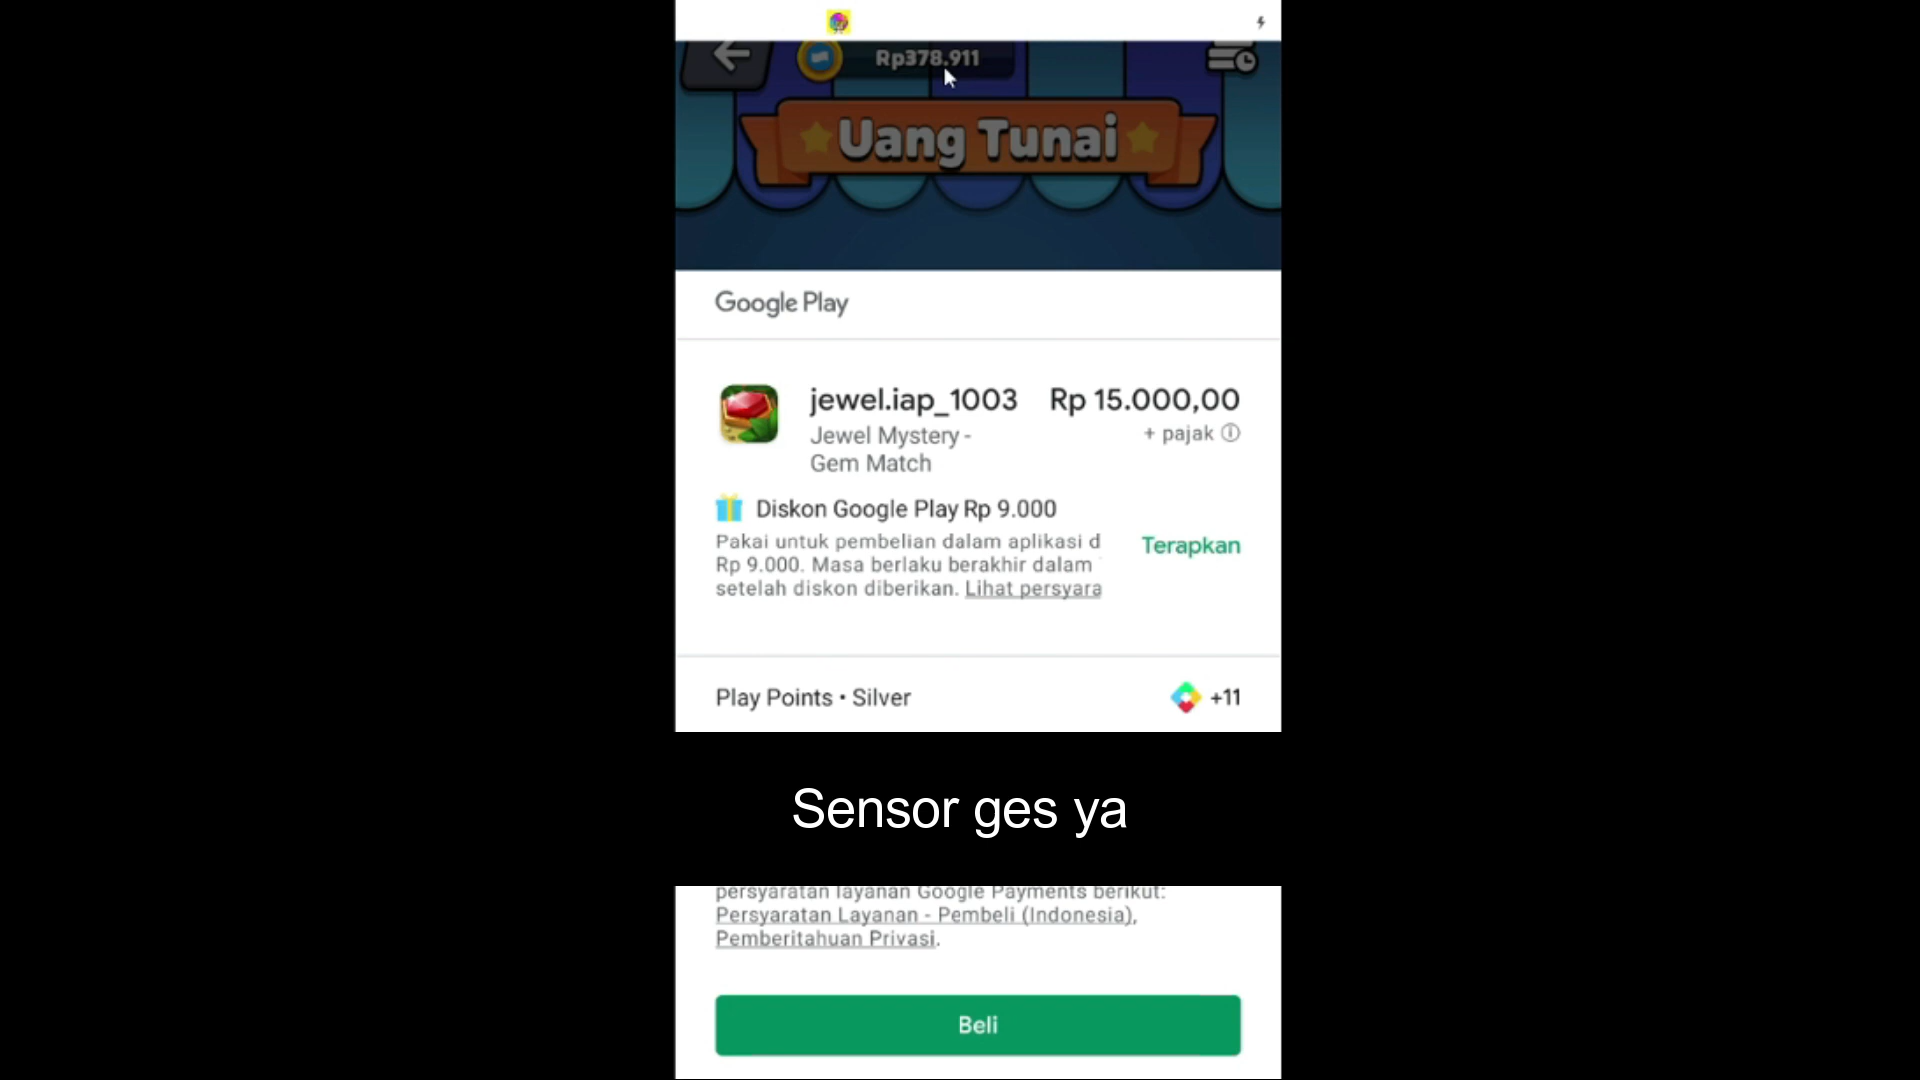 Rp378.911
Uang Tunai
Google Play
jewel.iap_1003 Rp 15.000,00
Jewel Mystery - + pajak
Gem Match
Diskon Google Play Rp 9.000
Pakai untuk pembelian dalam aplikasi d
Rp 9.000. Masa berlaku berakhir dalam
setelah diskon diberikan. Lihat persyara
Terapkan
Play Points • Silver +11
Sensor ges ya
persyaratan layanan Google Payments berikut:
Persyaratan Layanan - Pembeli (Indonesia),
Pemberitahuan Privasi.
Beli